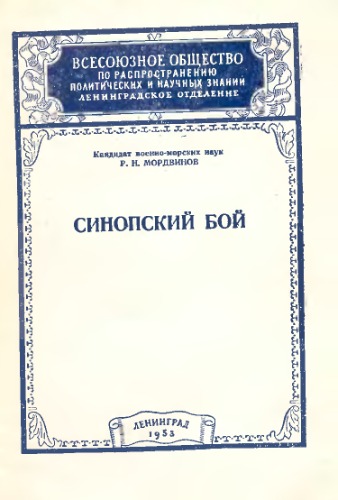 ВСЕСОЮЗНОЕ ОБЩЕСТВО
ПО РАСПРОСТРАНЕНИЮ
ПОЛИТИЧЕСКИХ И НАУЧНЫХ ЗНАНИЙ
ЛЕНИНГРАДСКОЕ ОТДЕЛЕНИЕ
Кандидат военно-морских наук
Р. Н. МОРДВИНОВ
СИНОПСКИЙ БОЙ
ЛЕНИНГРАД
1953